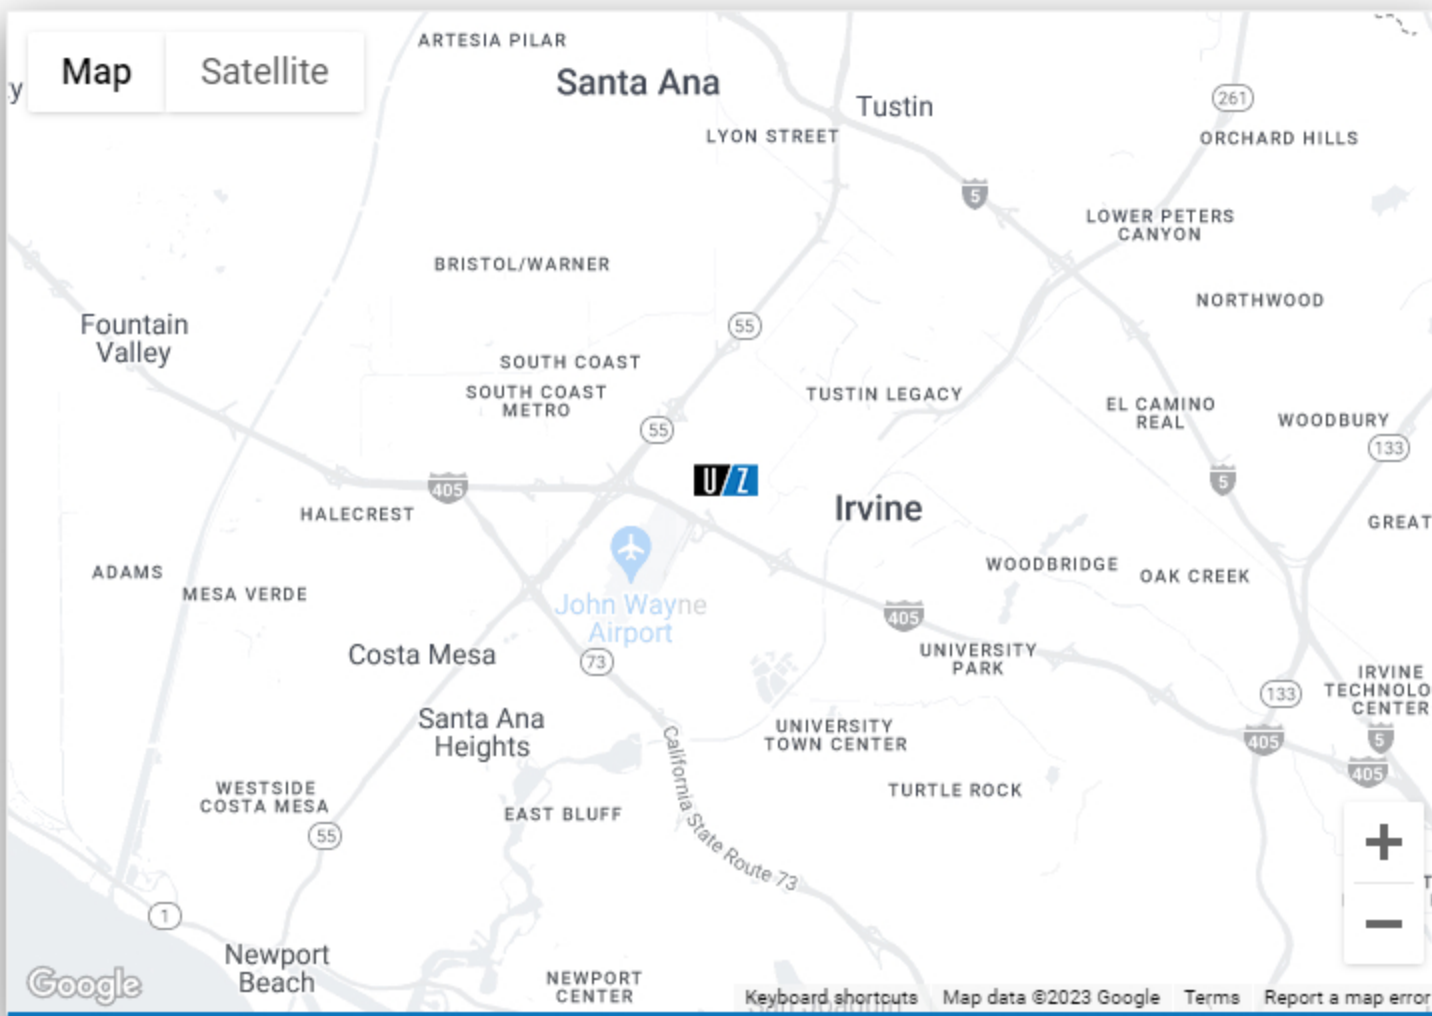 Map
Satellite
y
ARTESIA PILAR
Santa Ana
Tustin
LYON STREET
261
ORCHARD HILLS
5
LOWER PETERS
CANYON
BRISTOL/WARNER
NORTHWOOD
Fountain
Valley
55
SOUTH COAST
SOUTH COAST
METRO
TUSTIN LEGACY
EL CAMINO
REAL
WOODBURY
55
133
405
U/Z
5
Irvine
HALECREST
GREAT
ADAMS
MESA VERDE
WOODBRIDGE
OAK CREEK
John Wayne
Airport
405
Costa Mesa
73
UNIVERSITY
PARK
IRVINE
TECHNOLO
CENTER
133
Santa Ana
Heights
UNIVERSITY
TOWN CENTER
405
5
405
California State Route 73
WESTSIDE
COSTA MESA
EAST BLUFF
TURTLE ROCK
55
+
−
1
Newport
Beach
NEWPORT
CENTER
Google
Keyboard shortcuts
Map data ©2023 Google
Terms
Report a map error